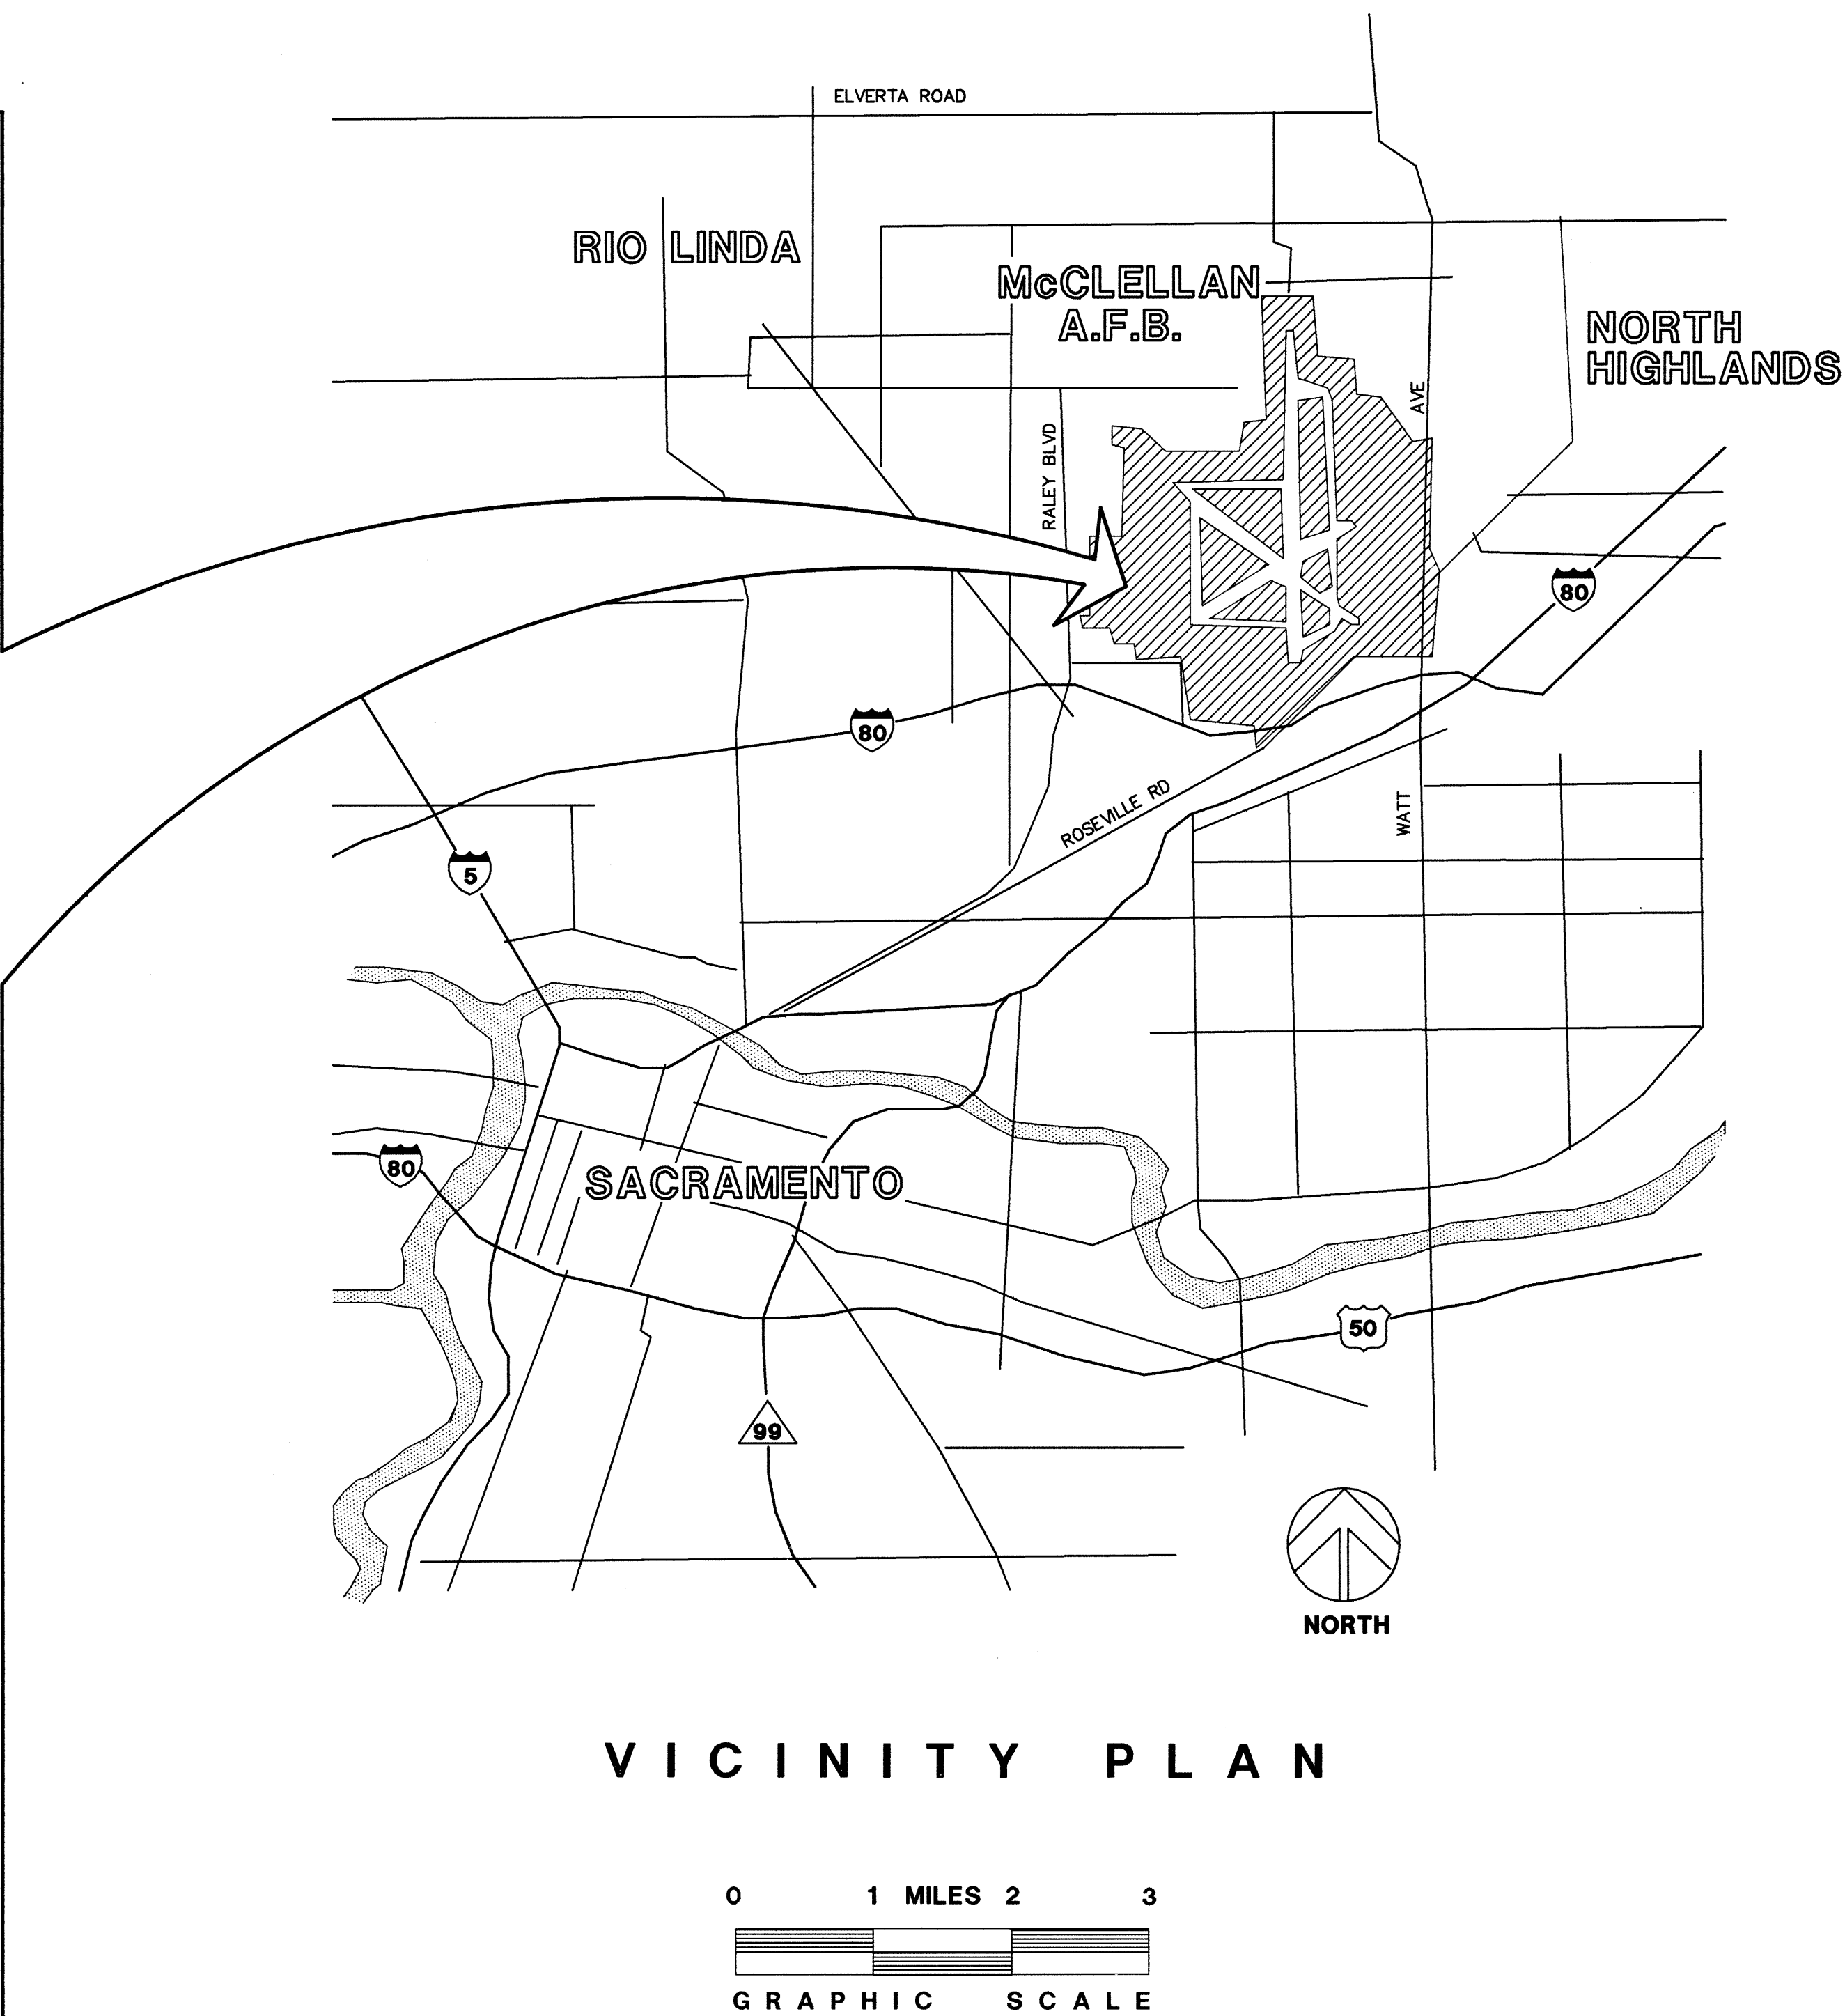 ELVERTA ROAD
RIO LINDA
McCLELLAN
A.F.B.
NORTH
HIGHLANDS
AVE
RALEY BLVD
80
80
ROSEVILLE RD
WATT
5
80
SACRAMENTO
50
99
NORTH
VICINITY PLAN
0 1 MILES 2 3
GRAPHIC SCALE